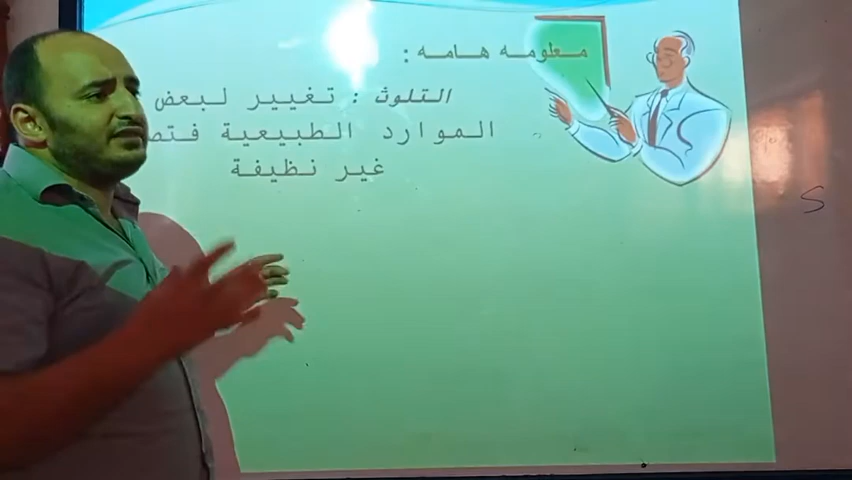 معلومه هامه :
التلوث : تغيير لبعض
الموارد الطبيعية
غير نظيفة